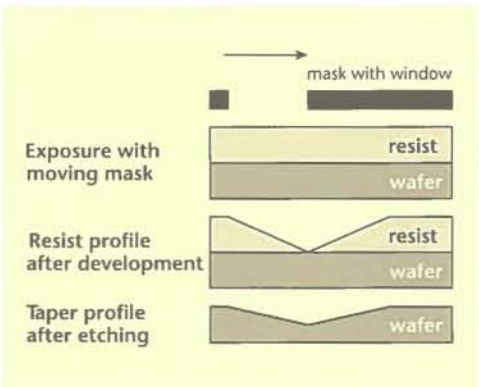 mask with window
Exposure with
moving mask
resist
wafer
Resist profile
after development
resist
wafer
Taper profile
after etching
wafer